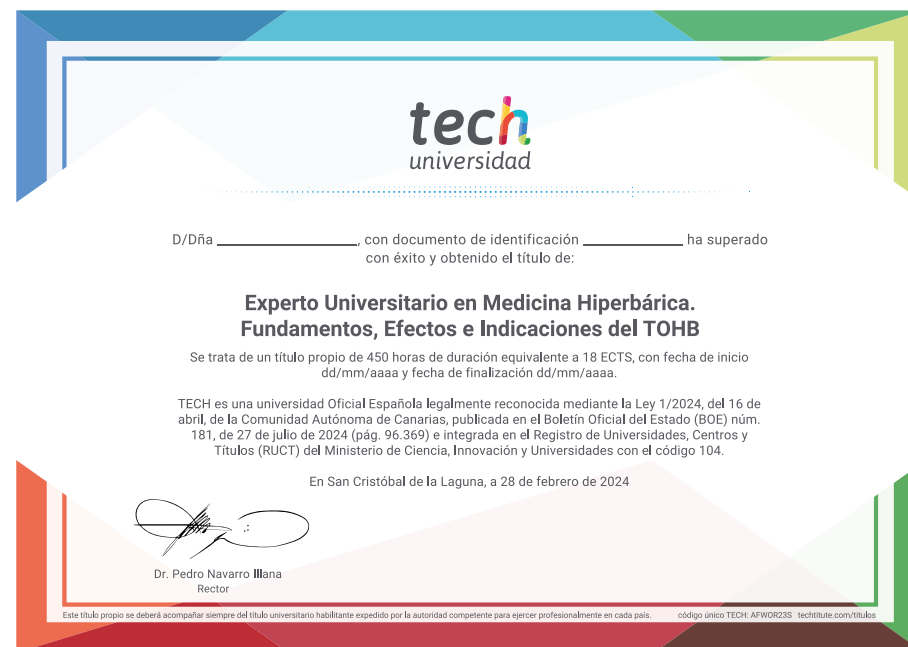 tech
universidad
D/Dña ____________________, con documento de identificación ______________ ha superado
con éxito y obtenido el título de:
Experto Universitario en Medicina Hiperbárica.
Fundamentos, Efectos e Indicaciones del TOHB
Se trata de un título propio de 450 horas de duración equivalente a 18 ECTS, con fecha de inicio
dd/mm/aaaa y fecha de finalización dd/mm/aaaa.
TECH es una universidad Oficial Española legalmente reconocida mediante la Ley 1/2024, del 16 de
abril, de la Comunidad Autónoma de Canarias, publicada en el Boletín Oficial del Estado (BOE) núm.
181, de 27 de julio de 2024 (pág. 96.369) e integrada en el Registro de Universidades, Centros y
Títulos (RUCT) del Ministerio de Ciencia, Innovación y Universidades con el código 104.
En San Cristóbal de la Laguna, a 28 de febrero de 2024
Dr. Pedro Navarro Illana
Rector
Este título propio se deberá acompañar siempre del título universitario habilitante expedido por la autoridad competente para ejercer profesionalmente en cada país. código único TECH: AFWOR23S techtitute.com/titulos